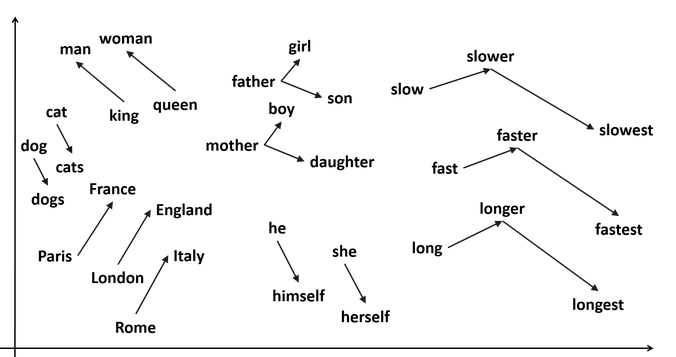 man
woman
king
queen
cat
cats
dog
dogs
France
England
Paris
London
Italy
Rome
girl
father
son
boy
mother
daughter
he
himself
she
herself
slower
slow
slowest
faster
fast
fastest
longer
long
longest